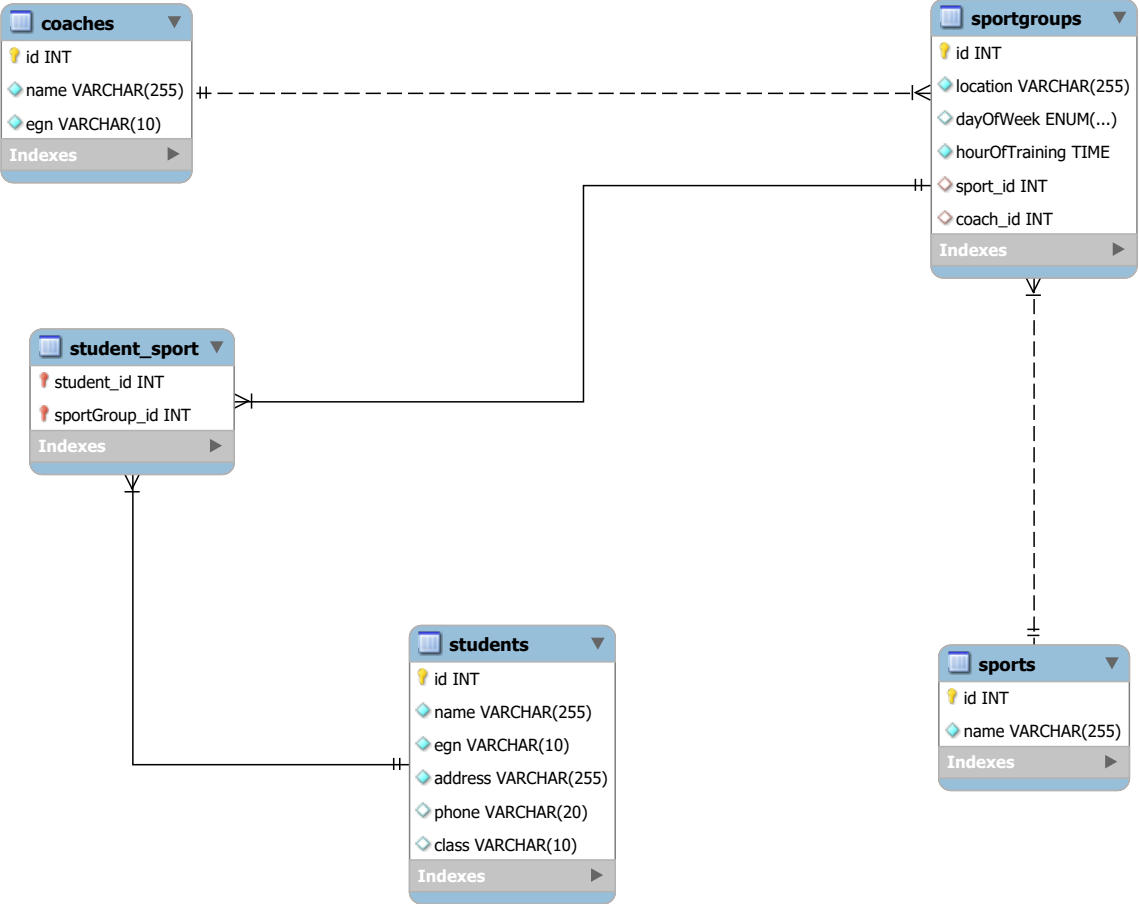 coaches
id INT
name VARCHAR(255)
egn VARCHAR(10)
Indexes
sportgroups
id INT
location VARCHAR(255)
dayOfWeek ENUM(...)
hourOfTraining TIME
sport_id INT
coach_id INT
Indexes
student_sport
student_id INT
sportGroup_id INT
Indexes
students
id INT
name VARCHAR(255)
egn VARCHAR(10)
address VARCHAR(255)
phone VARCHAR(20)
class VARCHAR(10)
Indexes
sports
id INT
name VARCHAR(255)
Indexes